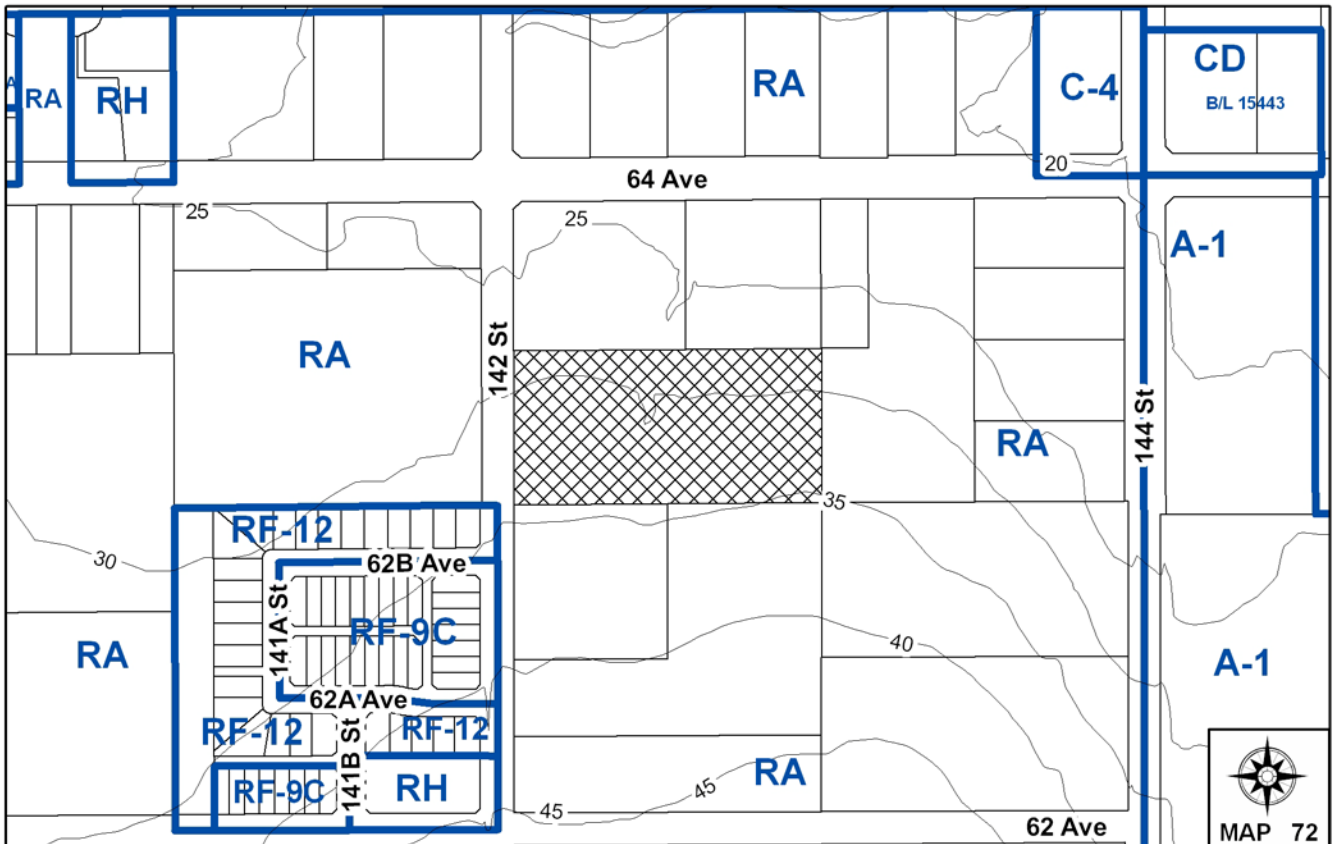 CD
RA
C-4
A
RA
RH
B/L 15443
20
64 Ave
25
25
A-1
142 St
RA
144 St
RA
35
RF-12
30
62B Ave
141A St
RF-9C
RA
40
A-1
62A Ave
RF-12
RF-12
141B St
RA
45
RF-9C
RH
45
62 Ave
MAP 72